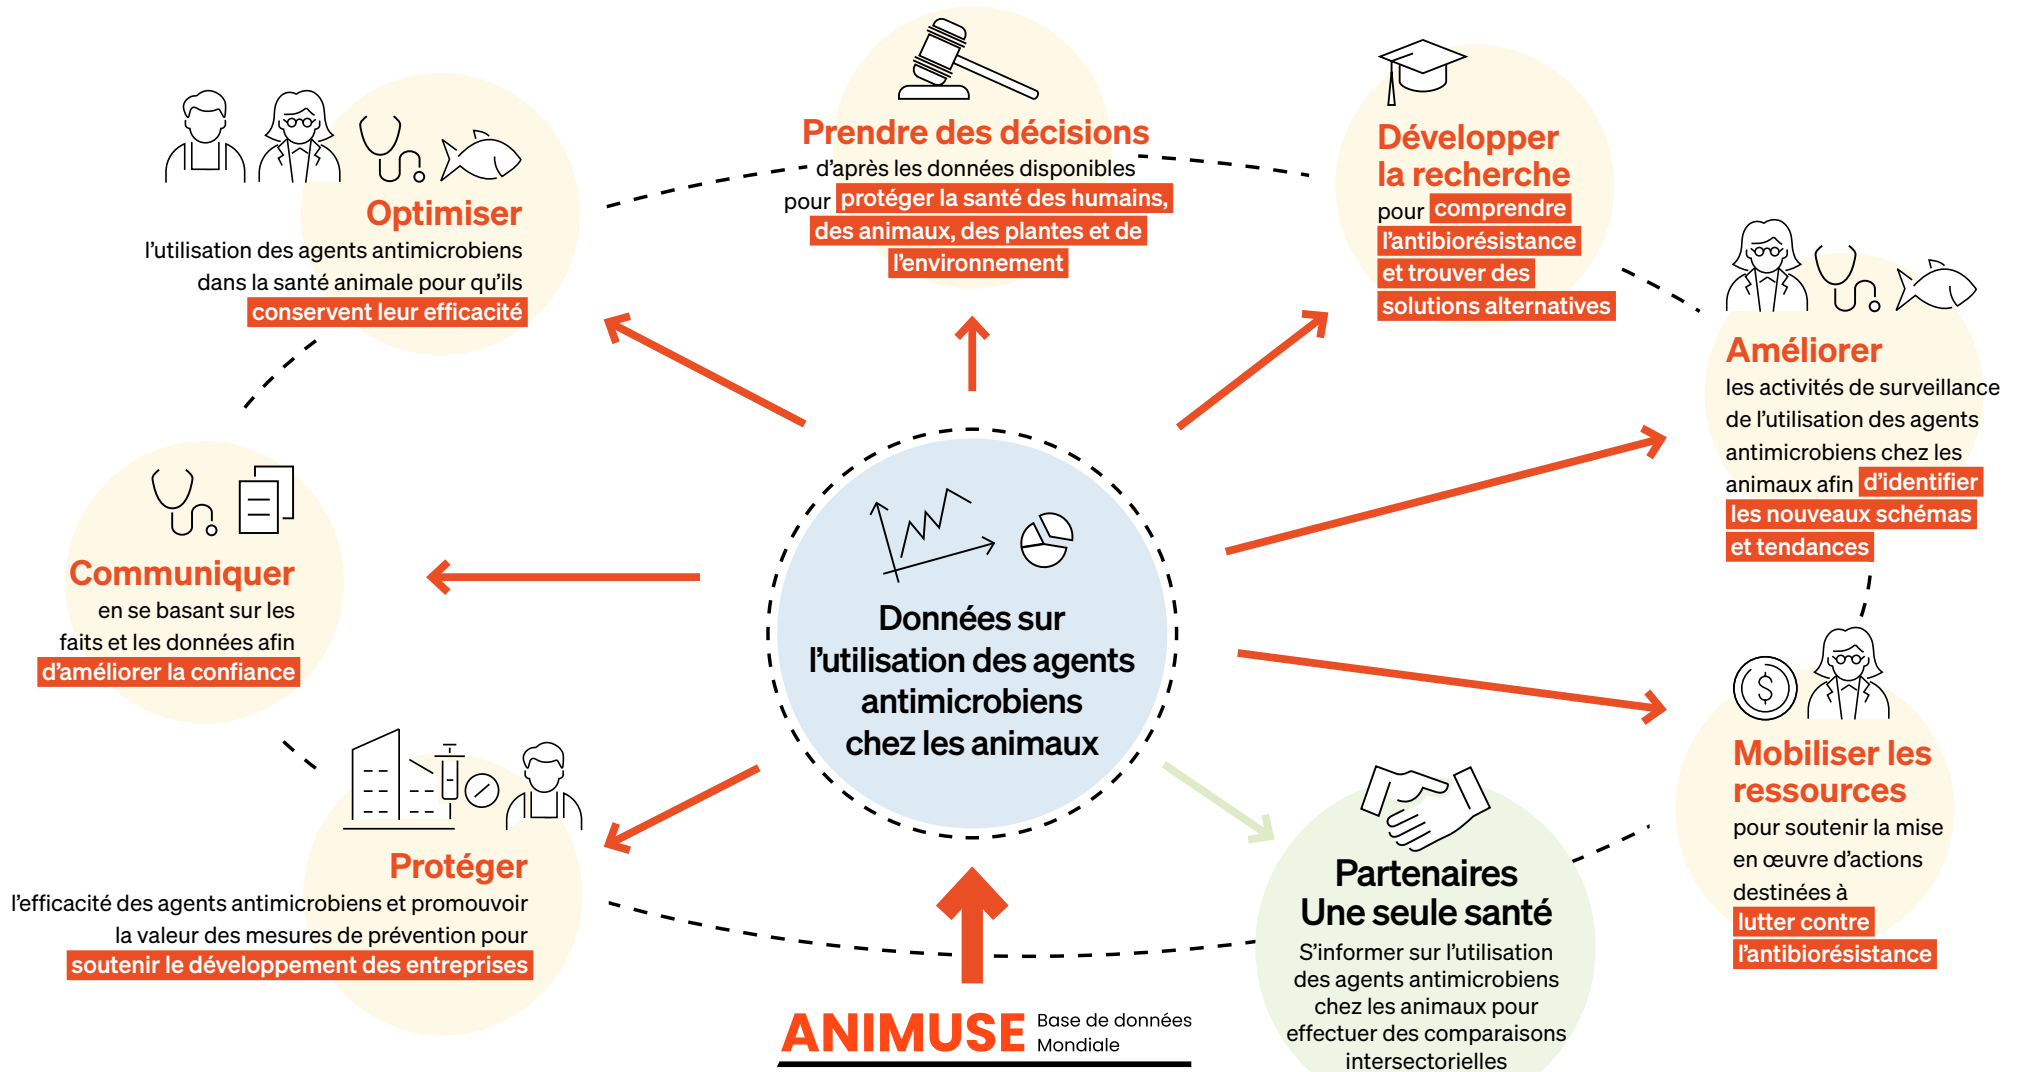 Prendre des décisions
d'après les données disponibles
pour protéger la santé des humains,
des animaux, des plantes et de
l'environnement
Développer
la recherche
pour comprendre
l'antibiorésistance
et trouver des
solutions alternatives
Optimiser
l'utilisation des agents antimicrobiens
dans la santé animale pour qu'ils
conservent leur efficacité
Améliorer
les activités de surveillance
de l'utilisation des agents
antimicrobiens chez les
animaux afin d'identifier
les nouveaux schémas
et tendances
Communiquer
en se basant sur les
faits et les données afin
d'améliorer la confiance
Données sur
l'utilisation des agents
antimicrobiens
chez les animaux
$
Mobiliser les
ressources
pour soutenir la mise
en œuvre d'actions
destinées à
lutter contre
l'antibiorésistance
Protéger
l'efficacité des agents antimicrobiens et promouvoir
la valeur des mesures de prévention pour
soutenir le développement des entreprises
Partenaires
Une seule santé
S'informer sur l'utilisation
des agents antimicrobiens
chez les animaux pour
effectuer des comparaisons
intersectorielles
ANIMUSE Base de données
Mondiale